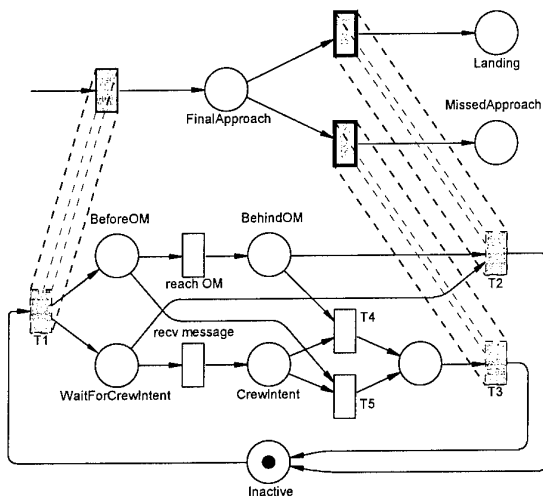 Landing
FinalApproach
MissedApproach
BeforeOM
BehindOM
reach OM
T2
T1
recv message
T4
WaitForCrewIntent
CrewIntent
T5
T3
Inactive